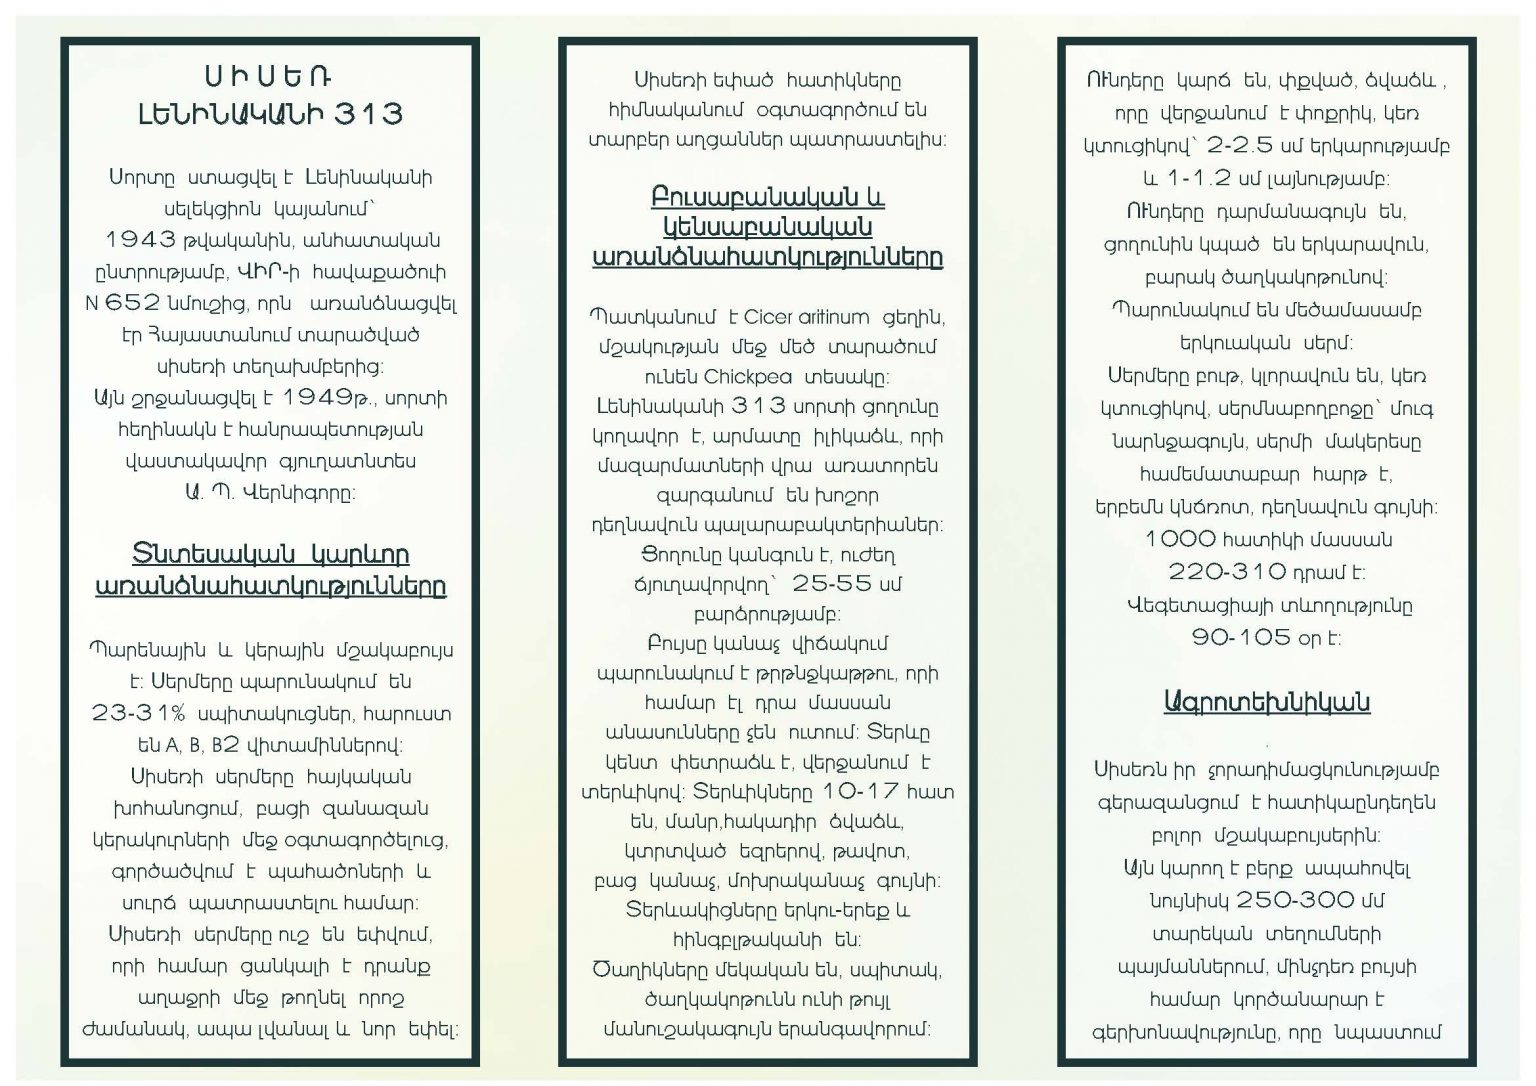 ՍԻՍԵՌ
ԼԵՆԻՆԱԿԱՆԻ 313
Սորտը ստացվել է Լենինականի
սելեկցիոն կայանում՝
1943 թվականին, անհատական
ընտրությամբ, ՎԻՐ-ի հավաքածուի
N 652 նմուշից, որն առանձնացվել
էր Հայաստանում տարածված
սիսեռի տեղախմբերից:
Այն շրջանացվել է 1949թ., սորտի
հեղինակն է հանրապետության
վաստակավոր գյուղատնտես
Ա. Պ. Վերնիգորը:
Տնտեսական կարևոր
առանձնահատկությունները
Պարենային և կերային մշակաբույս
է: Սերմերը պարունակում են
23-31% սպիտակուցներ, հարուստ
են A, B, B2 վիտամիններով:
Սիսեռի սերմերը հայկական
խոհանոցում, բացի զանազան
կերակուրների մեջ օգտագործելուց,
գործածվում է պահածոների և
սուրճ պատրաստելու համար:
Սիսեռի սերմերը ուշ են եփվում,
որի համար ցանկալի է դրանք
աղաջրի մեջ թողնել որոշ
ժամանակ, ապա լվանալ և նոր եփել:
Սիսեռի եփած հատիկները
հիմնականում օգտագործում են
տարբեր աղցաններ պատրաստելիս:
Բուսաբանական և
կենսաբանական
առանձնահատկությունները
Պատկանում է Cicer aritinum ցեղին,
մշակության մեջ մեծ տարածում
ունեն Chickpea տեսակը:
Լենինականի 313 սորտի ցողունը
կողավոր է, արմատը իլիկաձև, որի
մազարմատների վրա առատորեն
զարգանում են խոշոր
դեղնավուն պալարաբակտերիաներ:
Ցողունը կանգուն է, ուժեղ
ճյուղավորվող՝ 25-55 սմ
բարձրությամբ:
Բույսը կանաչ վիճակում
պարունակում է թրթնջկաթթու, որի
համար էլ դրա մասսան
անասունները չեն ուտում: Տերևը
կենտ փետրաձև է, վերջանում է
տերևիկով: Տերևիկները 10-17 հատ
են, մանր,հակադիր ձվաձև,
կտրտված եզրերով, թավոտ,
բաց կանաչ, մոխրականաչ գույնի:
Տերևակիցները երկու-երեք և
հինգբլթականի են:
Ծաղիկները մեկական են, սպիտակ,
ծաղկակոթունն ունի թույլ
մանուշակագույն երանգավորում:
ՈՒնդերը կարճ են, փքված, ձվաձև ,
որը վերջանում է փոքրիկ, կեռ
կտուցիկով՝ 2-2.5 սմ երկարությամբ
և 1-1.2 սմ լայնությամբ:
ՈՒնդերը դարմանագույն են,
ցողունին կպած են երկարավուն,
բարակ ծաղկակոթունով:
Պարունակում են մեծամասամբ
երկուական սերմ:
Սերմերը բութ, կլորավուն են, կեռ
կտուցիկով, սերմնաբողբոջը՝ մուգ
նարնջագույն, սերմի մակերեսը
համեմատաբար հարթ է,
երբեմն կնճռոտ, դեղնավուն գույնի:
1000 հատիկի մասսան
220-310 դրամ է:
Վեգետացիայի տևողությունը
90-105 օր է:
Ագրոտեխնիկան
Սիսեռն իր չորադիմացկունությամբ
գերազանցում է հատիկաընդեղեն
բոլոր մշակաբույսերին:
Այն կարող է բերք ապահովել
նույնիսկ 250-300 մմ
տարեկան տեղումների
պայմաններում, մինչդեռ բույսի
համար կործանարար է
գերխոնավությունը, որը նպաստում